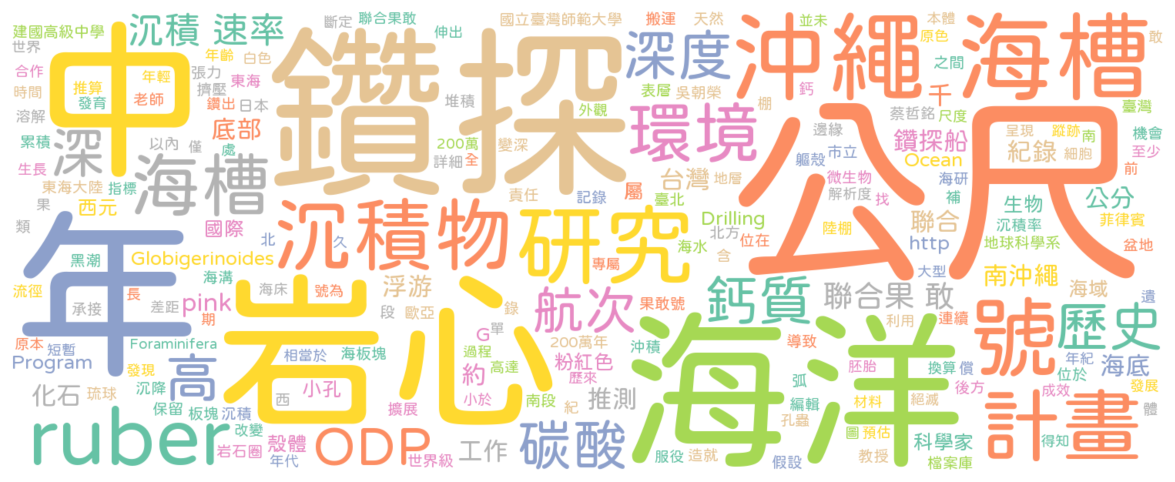 建國高級中學
世界
合作
時間
溶解
累積
生長
東海大陸
果
類
中
推算
發育
年輕
老師
沉積 速率
年齡
白色
張力
擠壓
東海
鑽出
日本
底部
以內
僅
處
深
海槽
指標
西元
國際
斷定
聯合果敢
伸出
國立臺灣師範大學
搬運
天然
鑽探
堆積
外觀
200萬
詳細
全
變深
責任
記錄
深度
表層
吳朝榮
棚
環境
台灣
地層
屬
臺北
沖繩 海槽
並未
本體
原色
敢
之間
千
鈣
蔡哲銘
尺度
臺灣
邊緣
鑽探船
Ocean
呈現
蹤跡
南
機會
至少
紀錄
細胞
前
軀殼
市立
微生物
海研
解析度
找
補
公尺
生物
公分
沉積率
菲律賓
地球科學系
盆地
年
黑潮
北
久
Globigerinoides
海溝
流徑
長
承接
差距
海床
號為
pink
期
段
沉積物
研究
Drilling
北方
位在
海水
含
專屬
陸棚
聯合
http
大型
南沖繩
海域
遺
浮游
錄
歐亞
單
航次
果敢號
鈣質
聯合果 敢
利用
連續
號
歷史
原本
短暫
Foraminifera
Program
發現
高
相當於
海板塊
G
過程
200萬年
粉紅色
沖積
導致
約
高達
歷來
岩心
海洋
胚胎
換算
償
年紀
海底
位於
後方
成效
發展
化石
琉球
沉降
保留
板塊
沉積
西
小孔
擴展
小於
南段
紀
推測
弧
編輯
材料
絕滅
體
孔蟲
ruber
改變
岩石圈
殼體
年代
ODP
世界級
工作
碳酸
服役
造就
假設
圖
預估
教授
科學家
檔案庫
計畫
得知